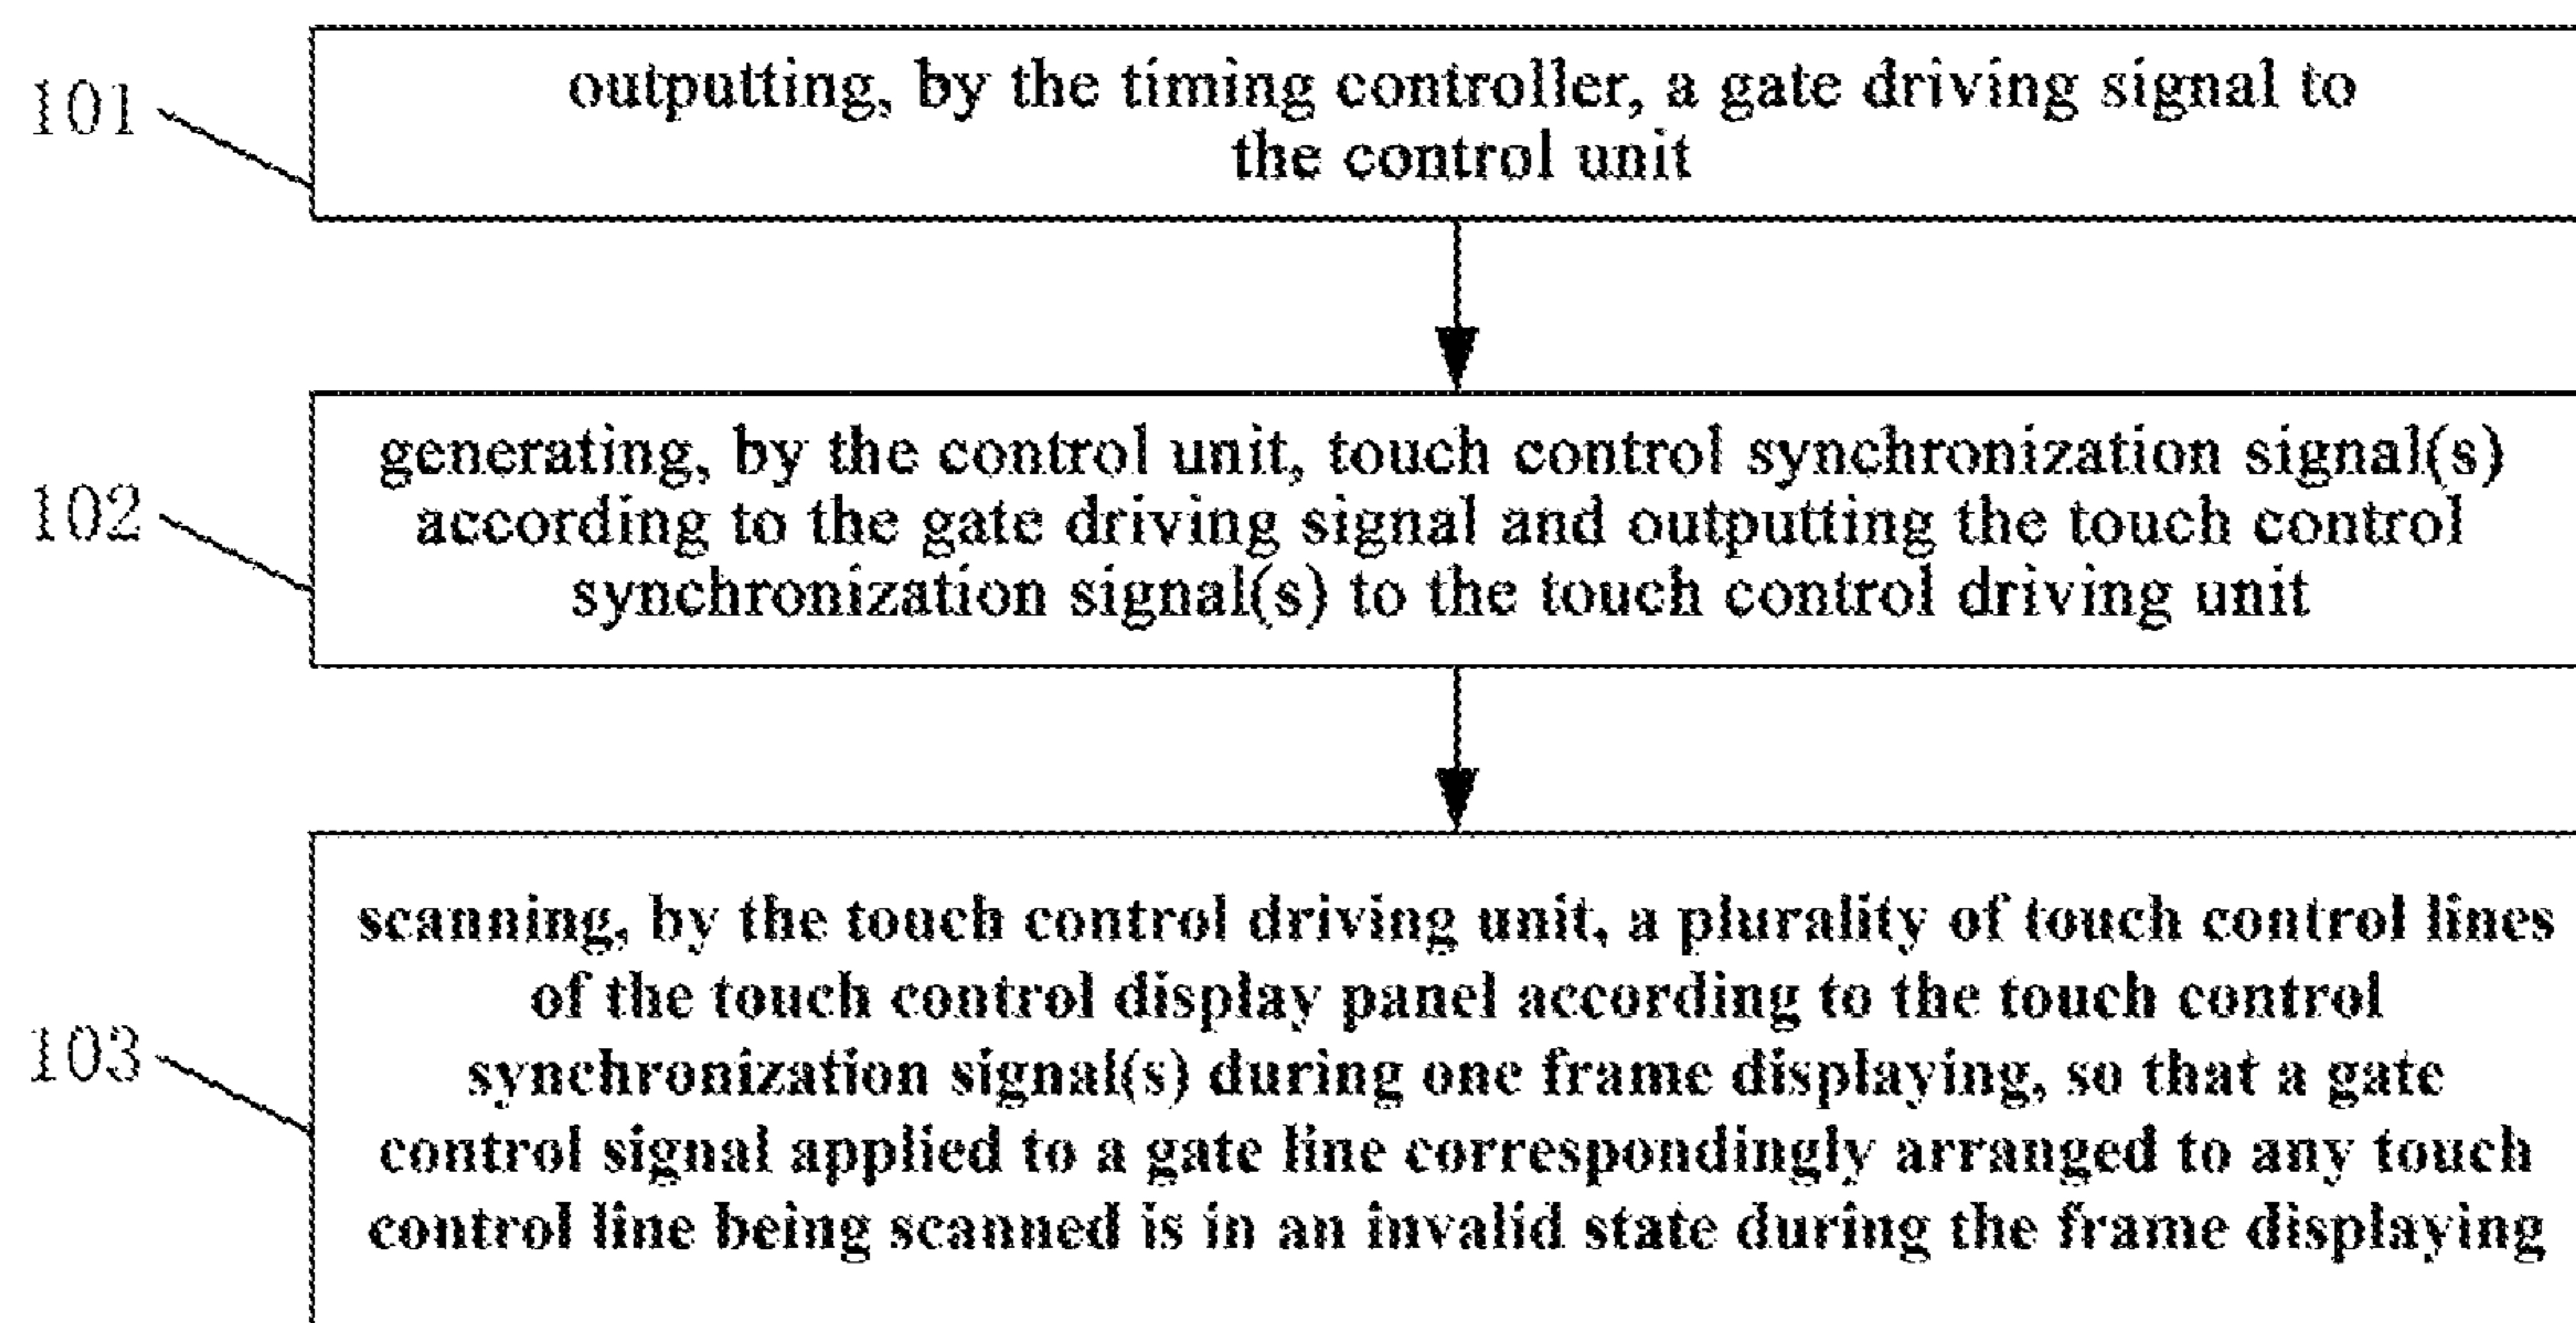 101
outputting, by the timing controller, a gate driving signal to
the control unit
102
generating, by the control unit, touch control synchronization signal(s)
according to the gate driving signal and outputting the touch control
synchronization signal(s) to the touch control driving unit
103
scanning, by the touch control driving unit, a plurality of touch control lines
of the touch control display panel according to the touch control
synchronization signal(s) during one frame displaying, so that a gate
control signal applied to a gate line correspondingly arranged to any touch
control line being scanned is in an invalid state during the frame displaying